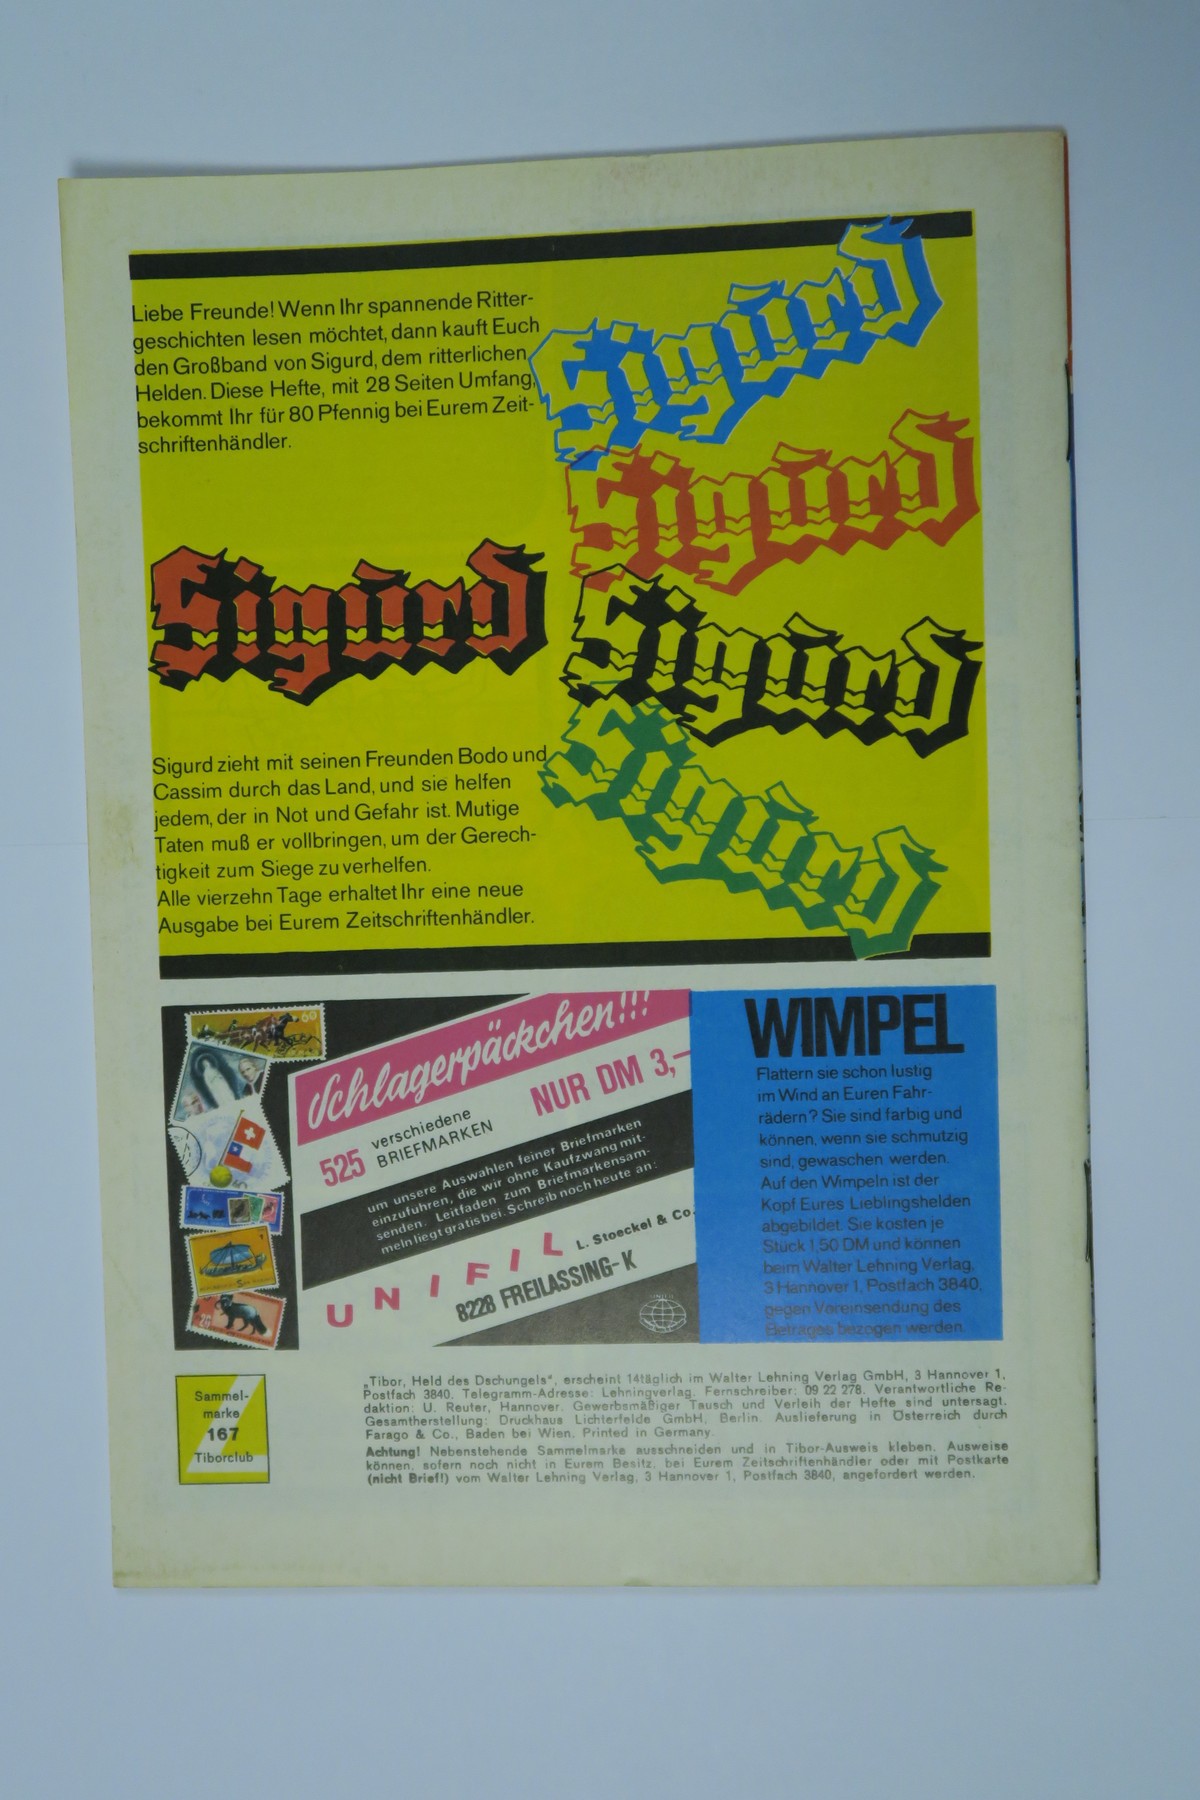 Liebe Freunde! Wenn Ihr spannende Ritter-
geschichten lesen möchtet, dann kauft Euch
den Großband von Sigurd, dem ritterlichen
Helden. Diese Hefte, mit 28 Seiten Umfang,
bekommt Ihr für 80 Pfennig bei Eurem Zeit-
schriftenhändler.
Sigurd
Sigurd
Sigurd
Sigurd
Sigurd
Sigurd zieht mit seinen Freunden Bodo und
Cassim durch das Land, und sie helfen
jedem, der in Not und Gefahr ist. Mutige
Taten muß er vollbringen, um der Gerech-
tigkeit zum Siege zu verhelfen.
Alle vierzehn Tage erhaltet Ihr eine neue
Ausgabe bei Eurem Zeitschriftenhändler.
60
Schlagerpäckchen!!!
525 verschiedene
BRIEFMARKEN
NUR DM 3,—
um unsere Auswahlen feiner Briefmarken
einzuführen, die wir ohne Kaufzwang mit-
senden. Leitfaden zum Briefmarkensam-
meln liegt gratis bei. Schreib noch heute an:
UNIFIL L. Stoeckel & Co.
8228 FREILASSING-K
WIMPEL
Flattern sie schon lustig
im Wind an Euren Fahr-
rädern? Sie sind farbig und
können, wenn sie schmutzig
sind, gewaschen werden.
Auf den Wimpeln ist der
Kopf Eures Lieblingshelden
abgebildet. Sie kosten je
Stück 1,50 DM und können
beim Walter Lehning Verlag,
3 Hannover 1, Postfach 3840,
gegen Voreinsendung des
Betrages bezogen werden.
Sammel-
marke
167
Tiborclub
„Tibor, Held des Dschungels", erscheint 14täglich im Walter Lehning Verlag GmbH, 3 Hannover 1,
Postfach 3840. Telegramm-Adresse: Lehningverlag. Fernschreiber: 09 22 278. Verantwortliche Re-
daktion: U. Reuter, Hannover. Gewerbsmäßiger Tausch und Verleih der Hefte sind untersagt.
Gesamtherstellung: Druckhaus Lichterfelde GmbH, Berlin. Auslieferung in Österreich durch
Farago & Co., Baden bei Wien. Printed in Germany.
Achtung! Nebenstehende Sammelmarke ausschneiden und in Tibor-Ausweis kleben. Ausweise
können, sofern noch nicht in Eurem Besitz, bei Eurem Zeitschriftenhändler oder mit Postkarte
(nicht Brief!) vom Walter Lehning Verlag, 3 Hannover 1, Postfach 3840, angefordert werden.